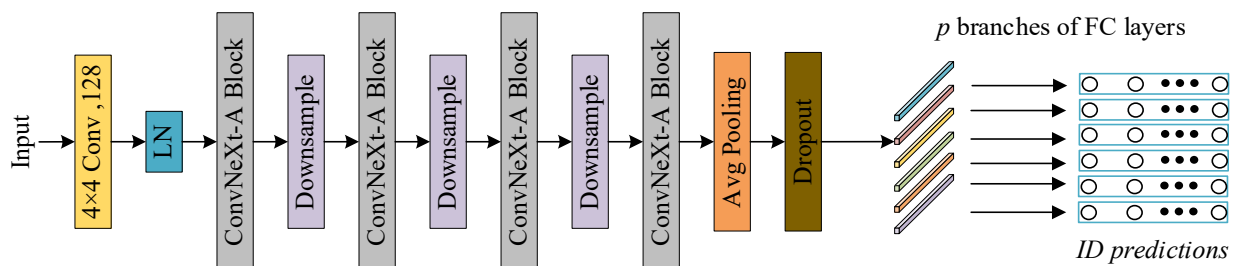 Input
4×4 Conv ,128
LN
ConvNeXt-A Block
Downsample
ConvNeXt-A Block
Downsample
ConvNeXt-A Block
Downsample
ConvNeXt-A Block
Avg Pooling
Dropout
p branches of FC layers
ID predictions